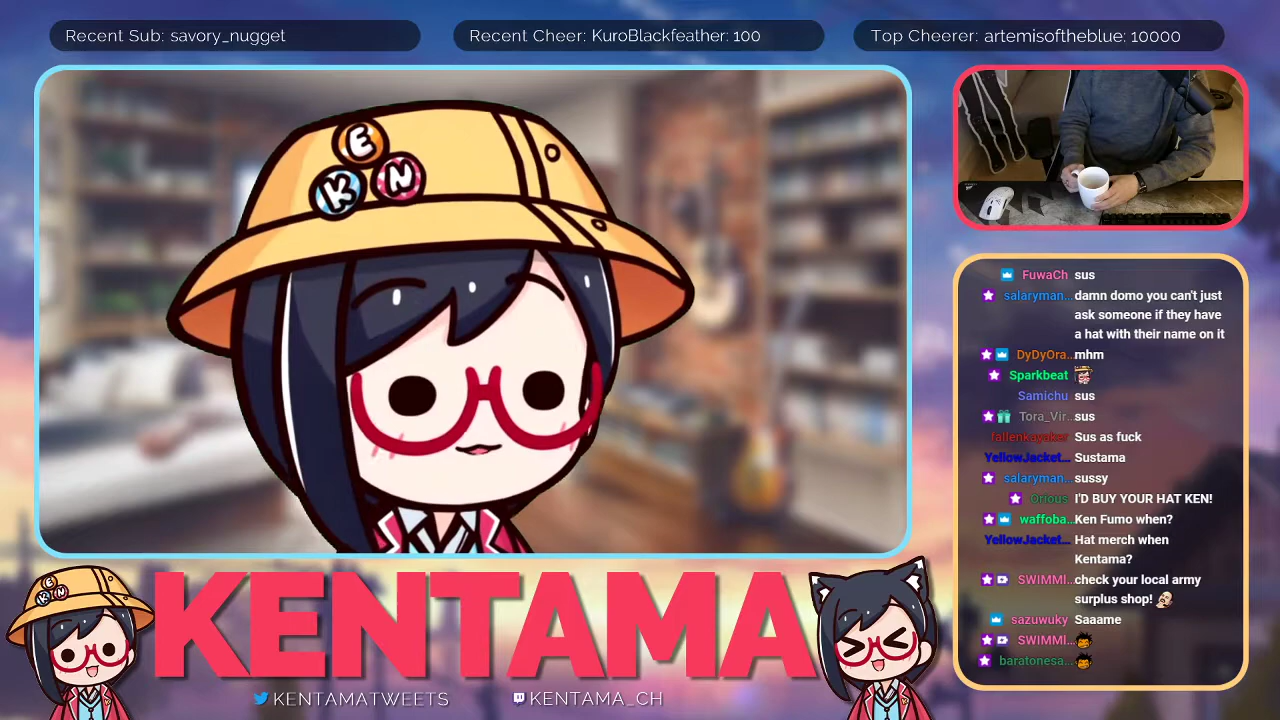 Recent Sub: savory_nugget
Recent Cheer: KuroBlackfeather: 100
Top Cheerer: artemisoftheblue: 10000
E
K N
FuwaCh sus
salaryman... damn domo you can't just
ask someone if they have
a hat with their name on it
DyDyOra... mhm
Sparkbeat
Samichu sus
Tora_Vir... sus
fallenkayaker Sus as fuck
YellowJacket... Sustama
salaryman... sussy
Orious I'D BUY YOUR HAT KEN!
waffoba... Ken Fumo when?
YellowJacket... Hat merch when
Kentama?
SWIMMI... check your local army
surplus shop!
sazuwuky Saaame
SWIMMI...
baratonesa...
E
K N
KENTAMA
KENTAMATWEETS
KENTAMA_CH